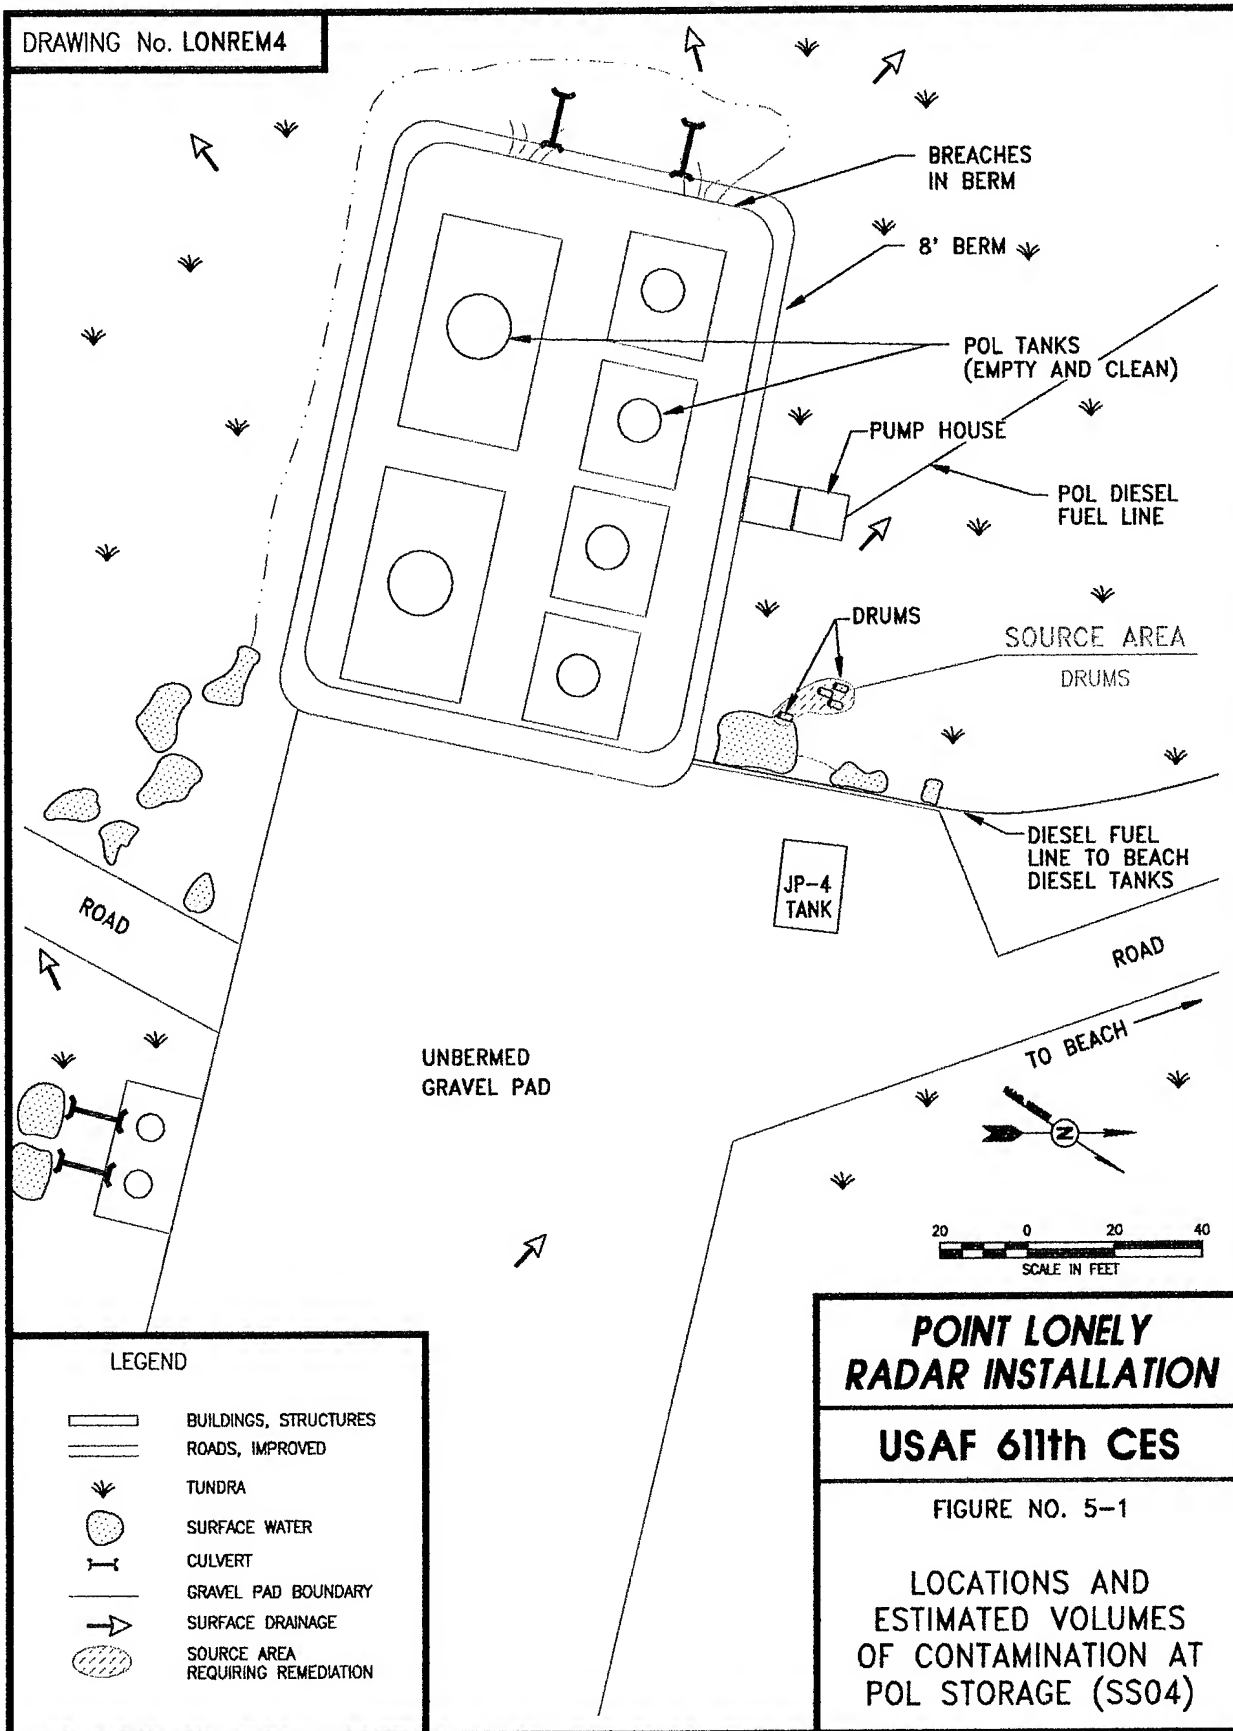 DRAWING No. LONREM4
BREACHES
IN BERM
8' BERM
POL TANKS
(EMPTY AND CLEAN)
PUMP HOUSE
POL DIESEL
FUEL LINE
DRUMS
SOURCE AREA
DRUMS
DIESEL FUEL
LINE TO BEACH
DIESEL TANKS
JP-4
TANK
ROAD
ROAD
TO BEACH
UNBERMED
GRAVEL PAD
N
20 0 20 40
SCALE IN FEET
LEGEND
BUILDINGS, STRUCTURES
ROADS, IMPROVED
TUNDRA
SURFACE WATER
CULVERT
GRAVEL PAD BOUNDARY
SURFACE DRAINAGE
SOURCE AREA
REQUIRING REMEDIATION
POINT LONELY
RADAR INSTALLATION
USAF 611th CES
FIGURE NO. 5-1
LOCATIONS AND
ESTIMATED VOLUMES
OF CONTAMINATION AT
POL STORAGE (SS04)